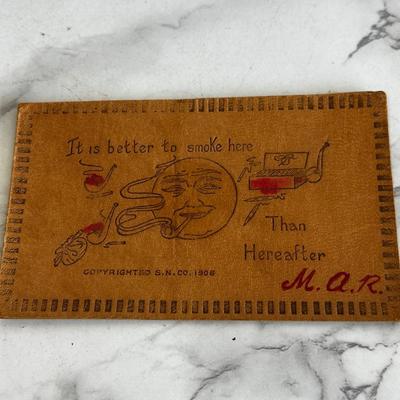 It is better to smoke here
Than
Hereafter
COPYRIGHTED S.N. CO. 1906
M. A. R.